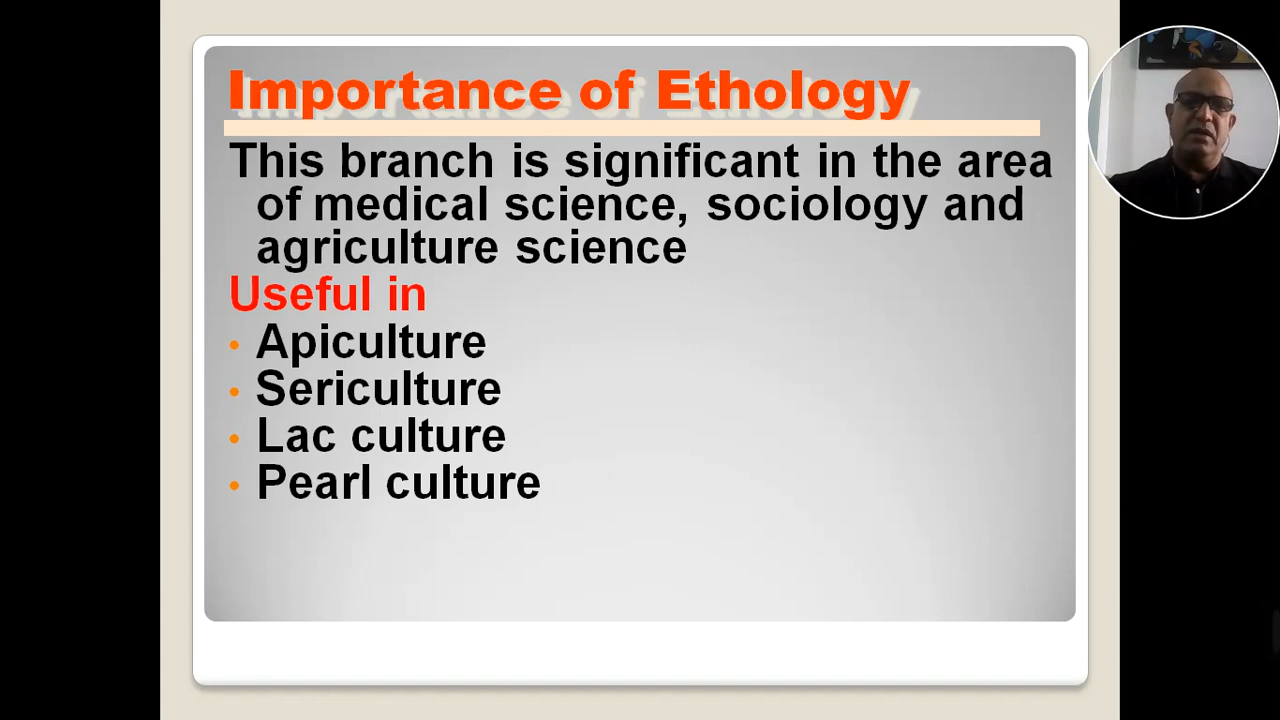 Importance of Ethology
This branch is significant in the area
of medical science, sociology and
agriculture science
Useful in
• Apiculture
• Sericulture
• Lac culture
• Pearl culture